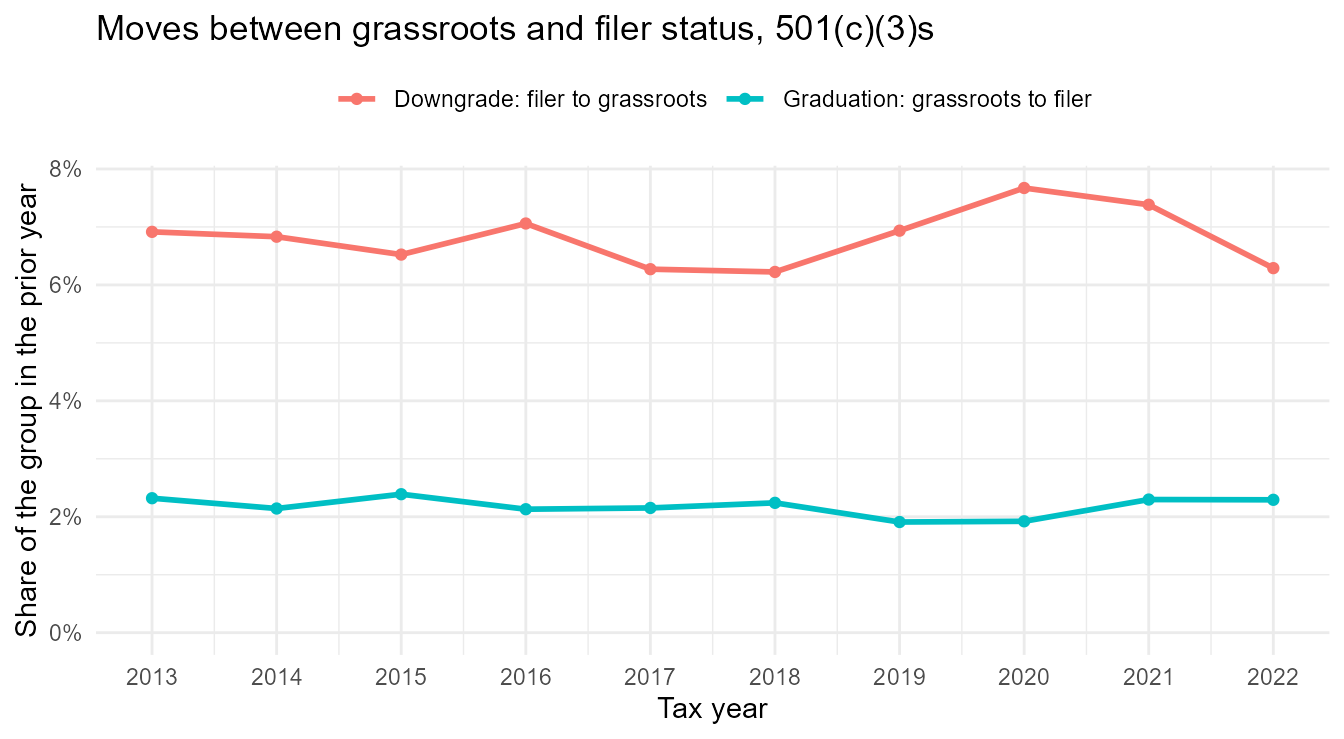 Moves between grassroots and filer status, 501(c)(3)s
Downgrade: filer to grassroots
Graduation: grassroots to filer
Share of the group in the prior year
8%
6%
4%
2%
0%
2013 2014 2015 2016 2017 2018 2019 2020 2021 2022
Tax year